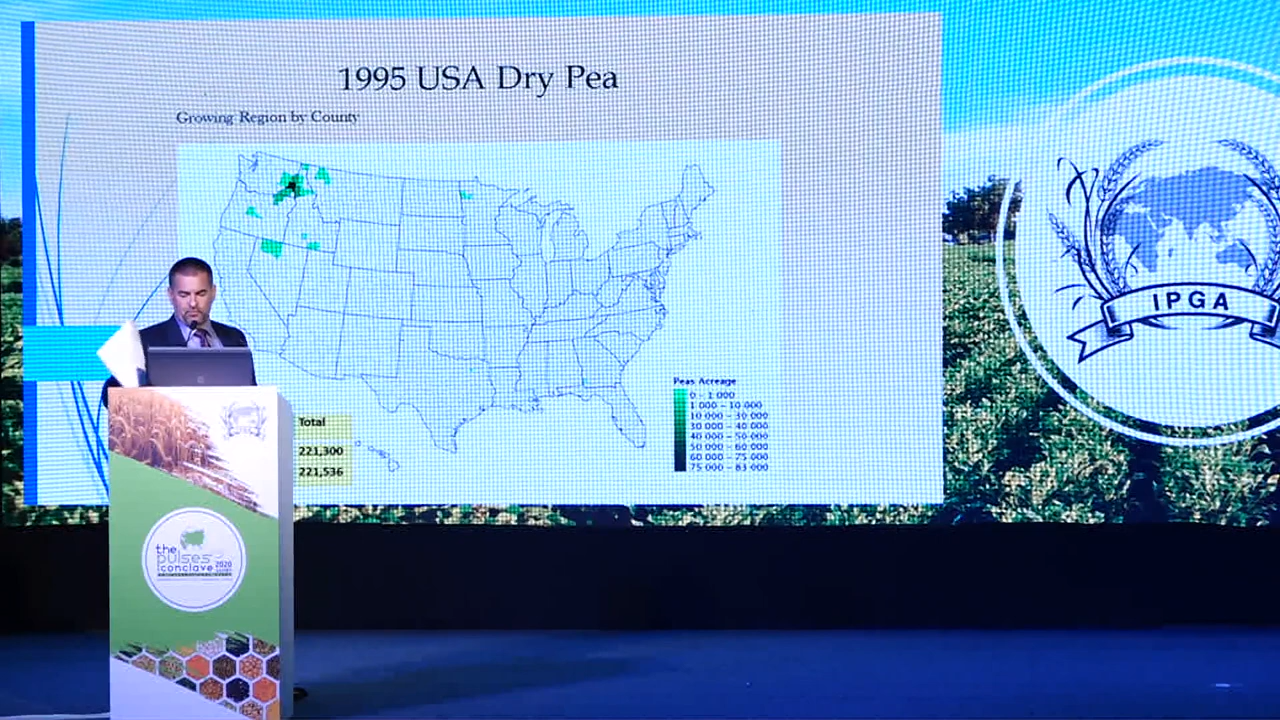 1995 USA Dry Pea
Growing Region by County
Peas Acreage
0 - 1 000
1 000 - 10 000
10 000 - 30 000
30 000 - 40 000
40 000 - 50 000
50 000 - 60 000
60 000 - 75 000
75 000 - 83 000
Total
221,300
221,536
IPGA
the
pulses
conclave 2020